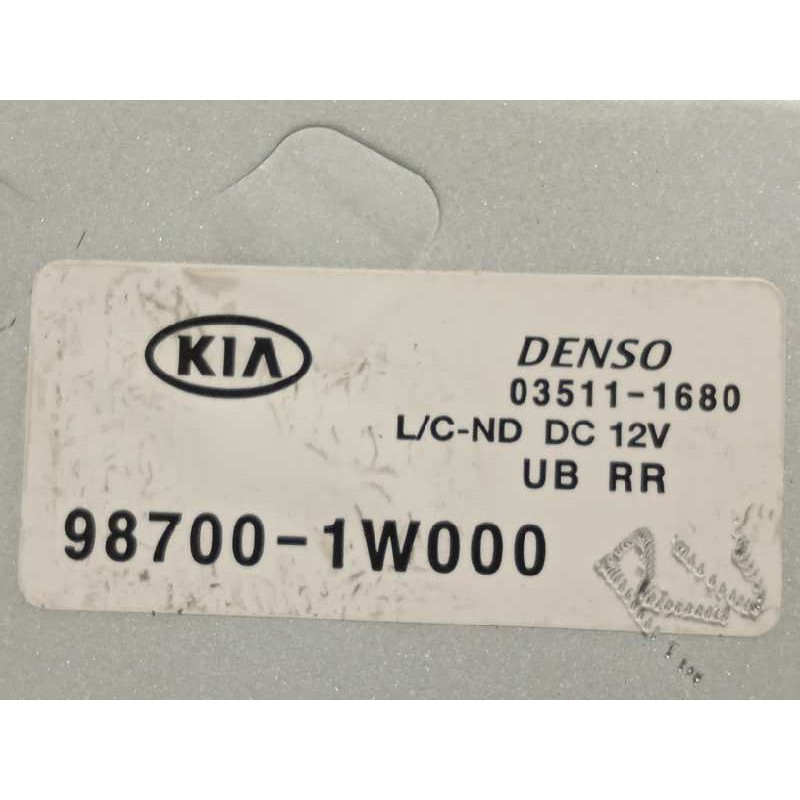 KIA
DENSO
03511-1680
L/C-ND DC 12V
UB RR
98700-1W000